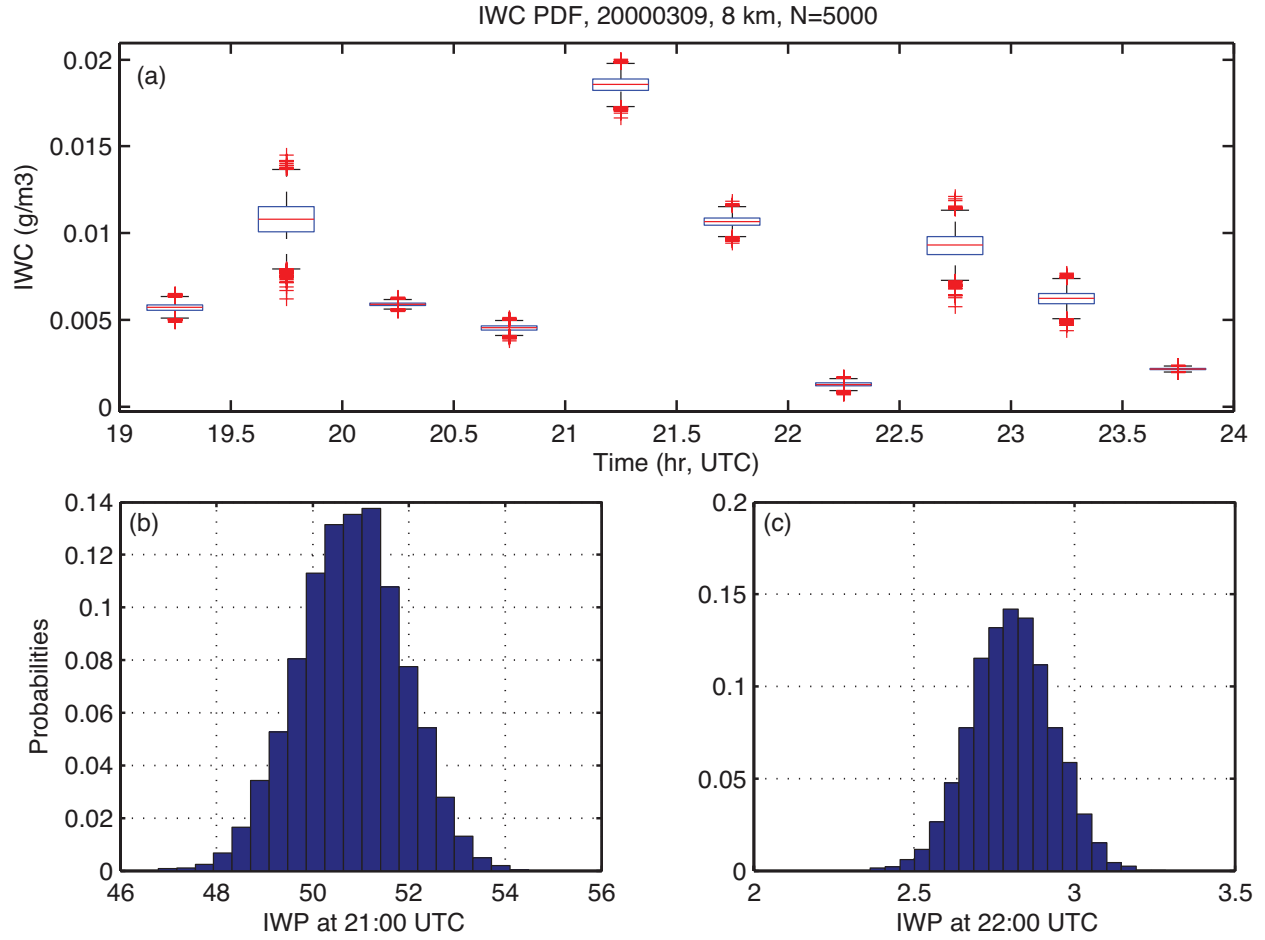 IWC PDF, 20000309, 8 km, N=5000
(a)
IWC (g/m3)
0.02
0.015
0.01
0.005
0
19 19.5 20 20.5 21 21.5 22 22.5 23 23.5 24
Time (hr, UTC)
(b)
Probabilities
0.14
0.12
0.1
0.08
0.06
0.04
0.02
0
46 48 50 52 54 56
IWP at 21:00 UTC
(c)
0.2
0.15
0.1
0.05
0
2 2.5 3 3.5
IWP at 22:00 UTC